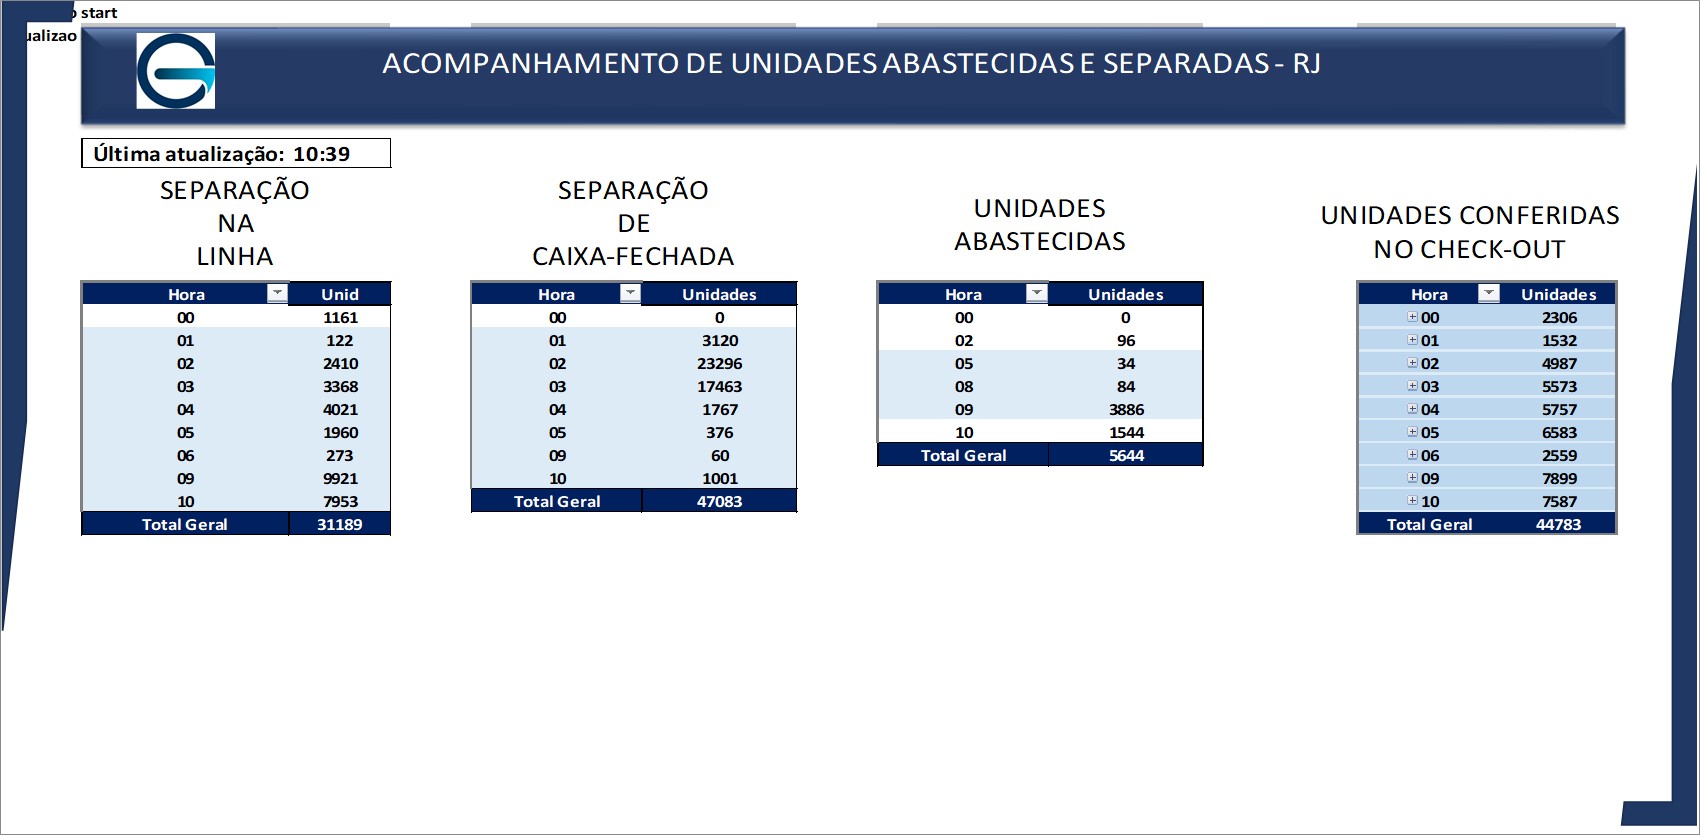 start
ualizao
ACOMPANHAMENTO DE UNIDADES ABASTECIDAS E SEPARADAS - RJ
Última atualização: 10:39
SEPARAÇÃO
NA
LINHA
Hora Unid
00 1161
01 122
02 2410
03 3368
04 4021
05 1960
06 273
09 9921
10 7953
Total Geral 31189
SEPARAÇÃO
DE
CAIXA-FECHADA
Hora Unidades
00 0
01 3120
02 23296
03 17463
04 1767
05 376
09 60
10 1001
Total Geral 47083
UNIDADES
ABASTECIDAS
Hora Unidades
00 0
02 96
05 34
08 84
09 3886
10 1544
Total Geral 5644
UNIDADES CONFERIDAS
NO CHECK-OUT
Hora Unidades
00 2306
01 1532
02 4987
03 5573
04 5757
05 6583
06 2559
09 7899
10 7587
Total Geral 44783